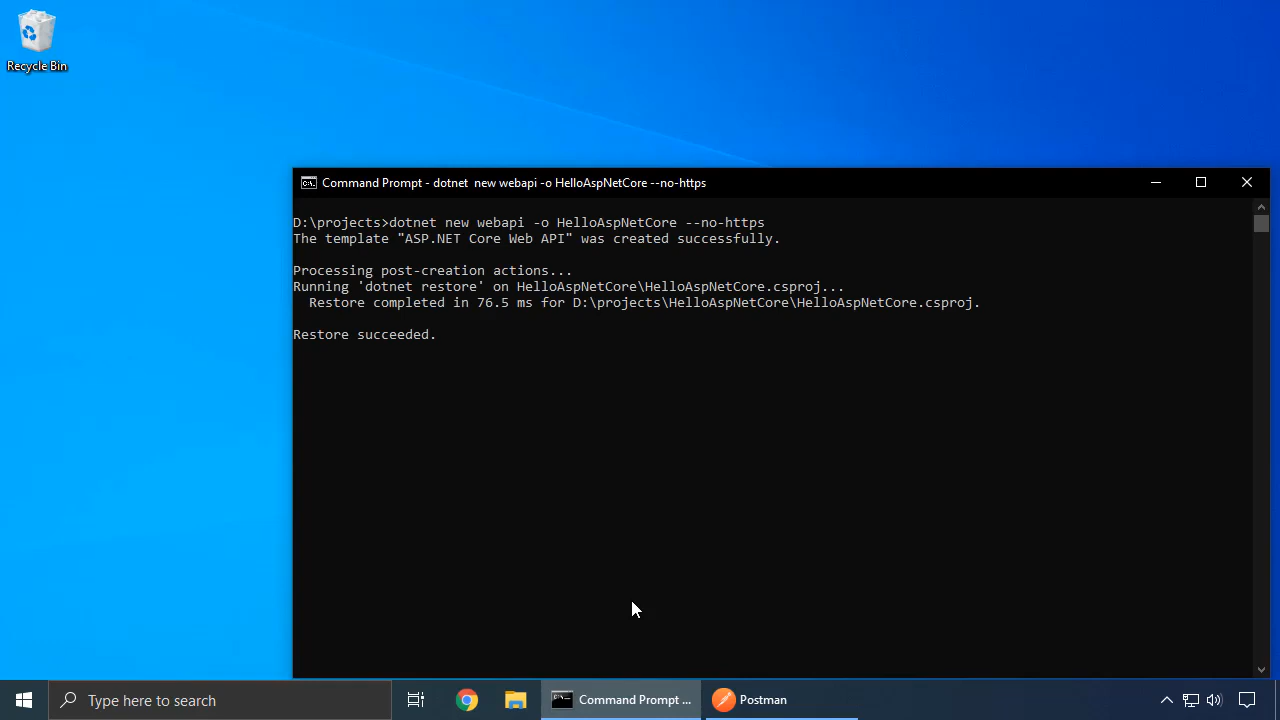 Recycle Bin
Command Prompt - dotnet  new webapi -o HelloAspNetCore --no-https
D:\projects>dotnet new webapi -o HelloAspNetCore --no-https
The template "ASP.NET Core Web API" was created successfully.
Processing post-creation actions...
Running 'dotnet restore' on HelloAspNetCore\HelloAspNetCore.csproj...
  Restore completed in 76.5 ms for D:\projects\HelloAspNetCore\HelloAspNetCore.csproj.
Restore succeeded.
Type here to search
Command Prompt ...
Postman